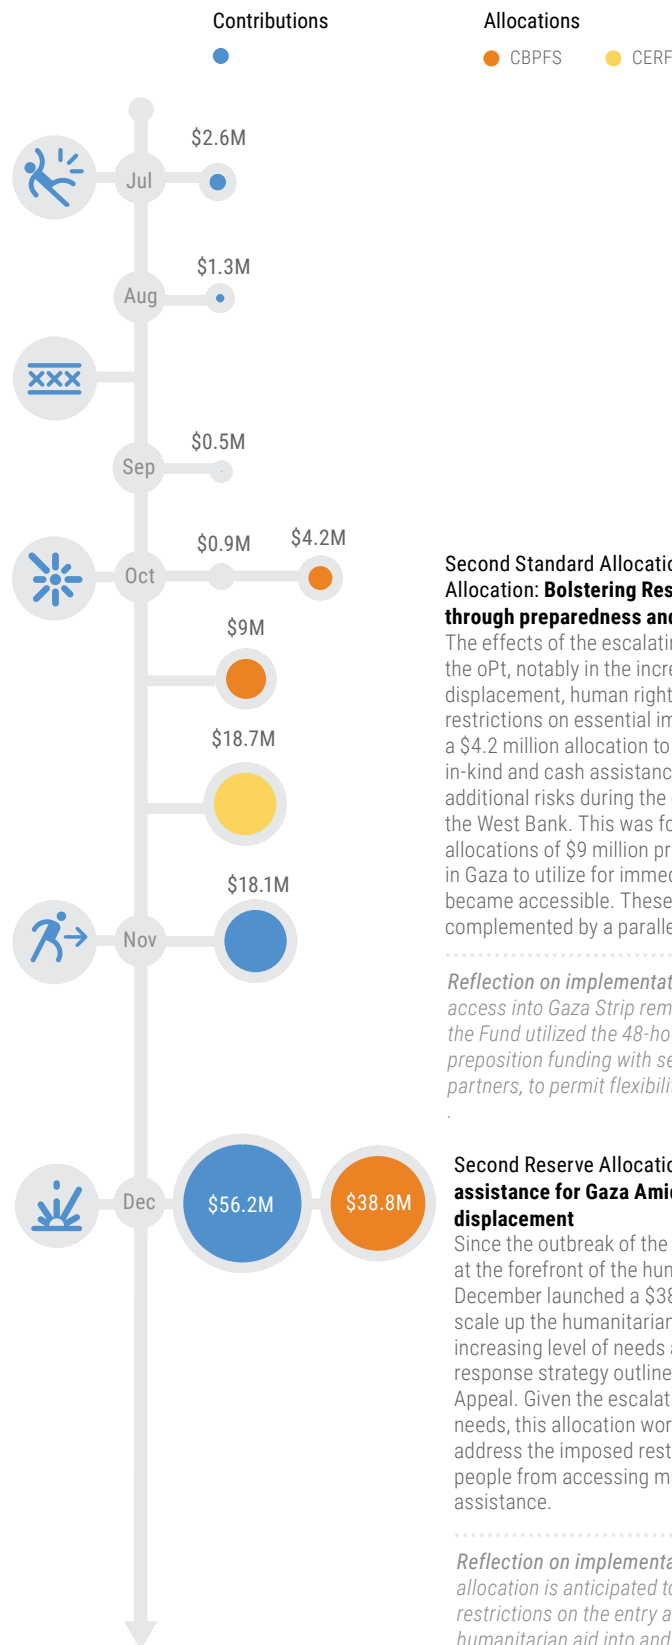 Contributions
Allocations
CBPFS
CERF
$2.6M
Jul
$1.3M
Aug
xxx
$0.5M
Sep
$0.9M
$4.2M
Oct
$9M
$18.7M
$18.1M
Nov
Dec
$56.2M
$38.8M
Second Standard Allocatio
Allocation: Bolstering Res
through preparedness and
The effects of the escalatin
the oPt, notably in the incre
displacement, human right
restrictions on essential im
a $4.2 million allocation to
in-kind and cash assistanc
additional risks during the
the West Bank. This was fo
allocations of $9 million pr
in Gaza to utilize for immed
became accessible. These
complemented by a paralle
Reflection on implementat
access into Gaza Strip rem
the Fund utilized the 48-ho
preposition funding with se
partners, to permit flexibilit
.
Second Reserve Allocatio
assistance for Gaza Amid
displacement
Since the outbreak of the
at the forefront of the hum
December launched a $38
scale up the humanitarian
increasing level of needs a
response strategy outline
Appeal. Given the escalat
needs, this allocation wor
address the imposed rest
people from accessing m
assistance.
Reflection on implementa
allocation is anticipated to
restrictions on the entry a
humanitarian aid into and